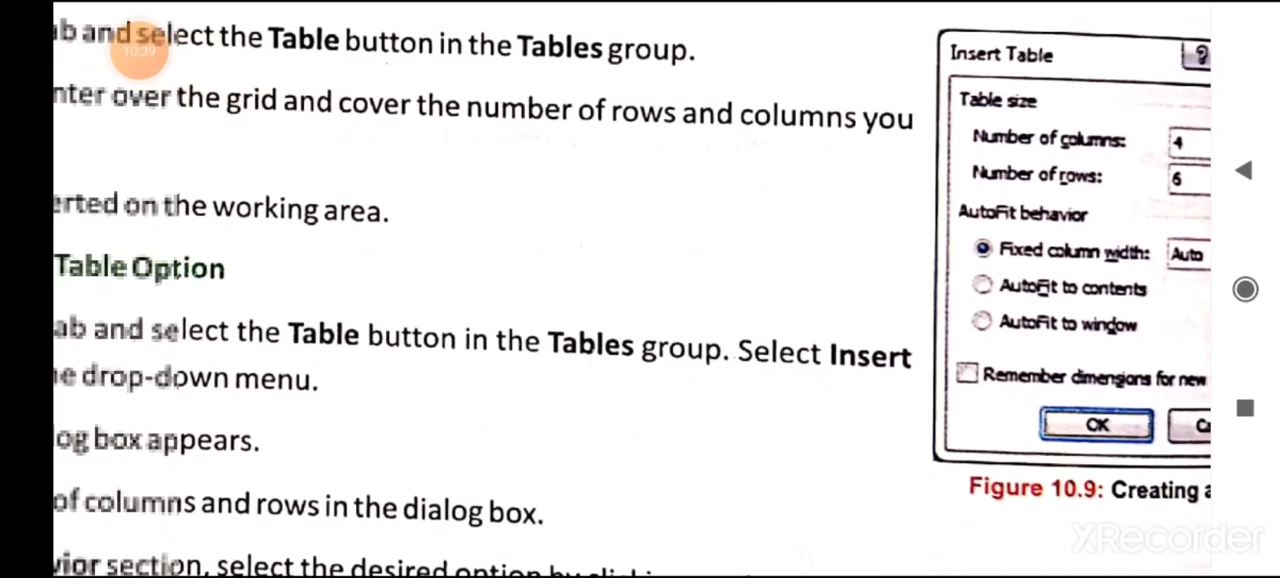 ab and select the Table button in the Tables group.
10:39
nter over the grid and cover the number of rows and columns you
erted on the working area.
Table Option
ab and select the Table button in the Tables group. Select Insert
e drop-down menu.
og box appears.
of columns and rows in the dialog box.
vior section, select the desired option by
Insert Table
?
Table size
Number of columns: 4
Number of rows: 6
AutoFit behavior
Fixed column width: Auto
AutoFit to contents
AutoFit to window
Remember dimensions for new
OK
C
Figure 10.9: Creating a
XRecorder